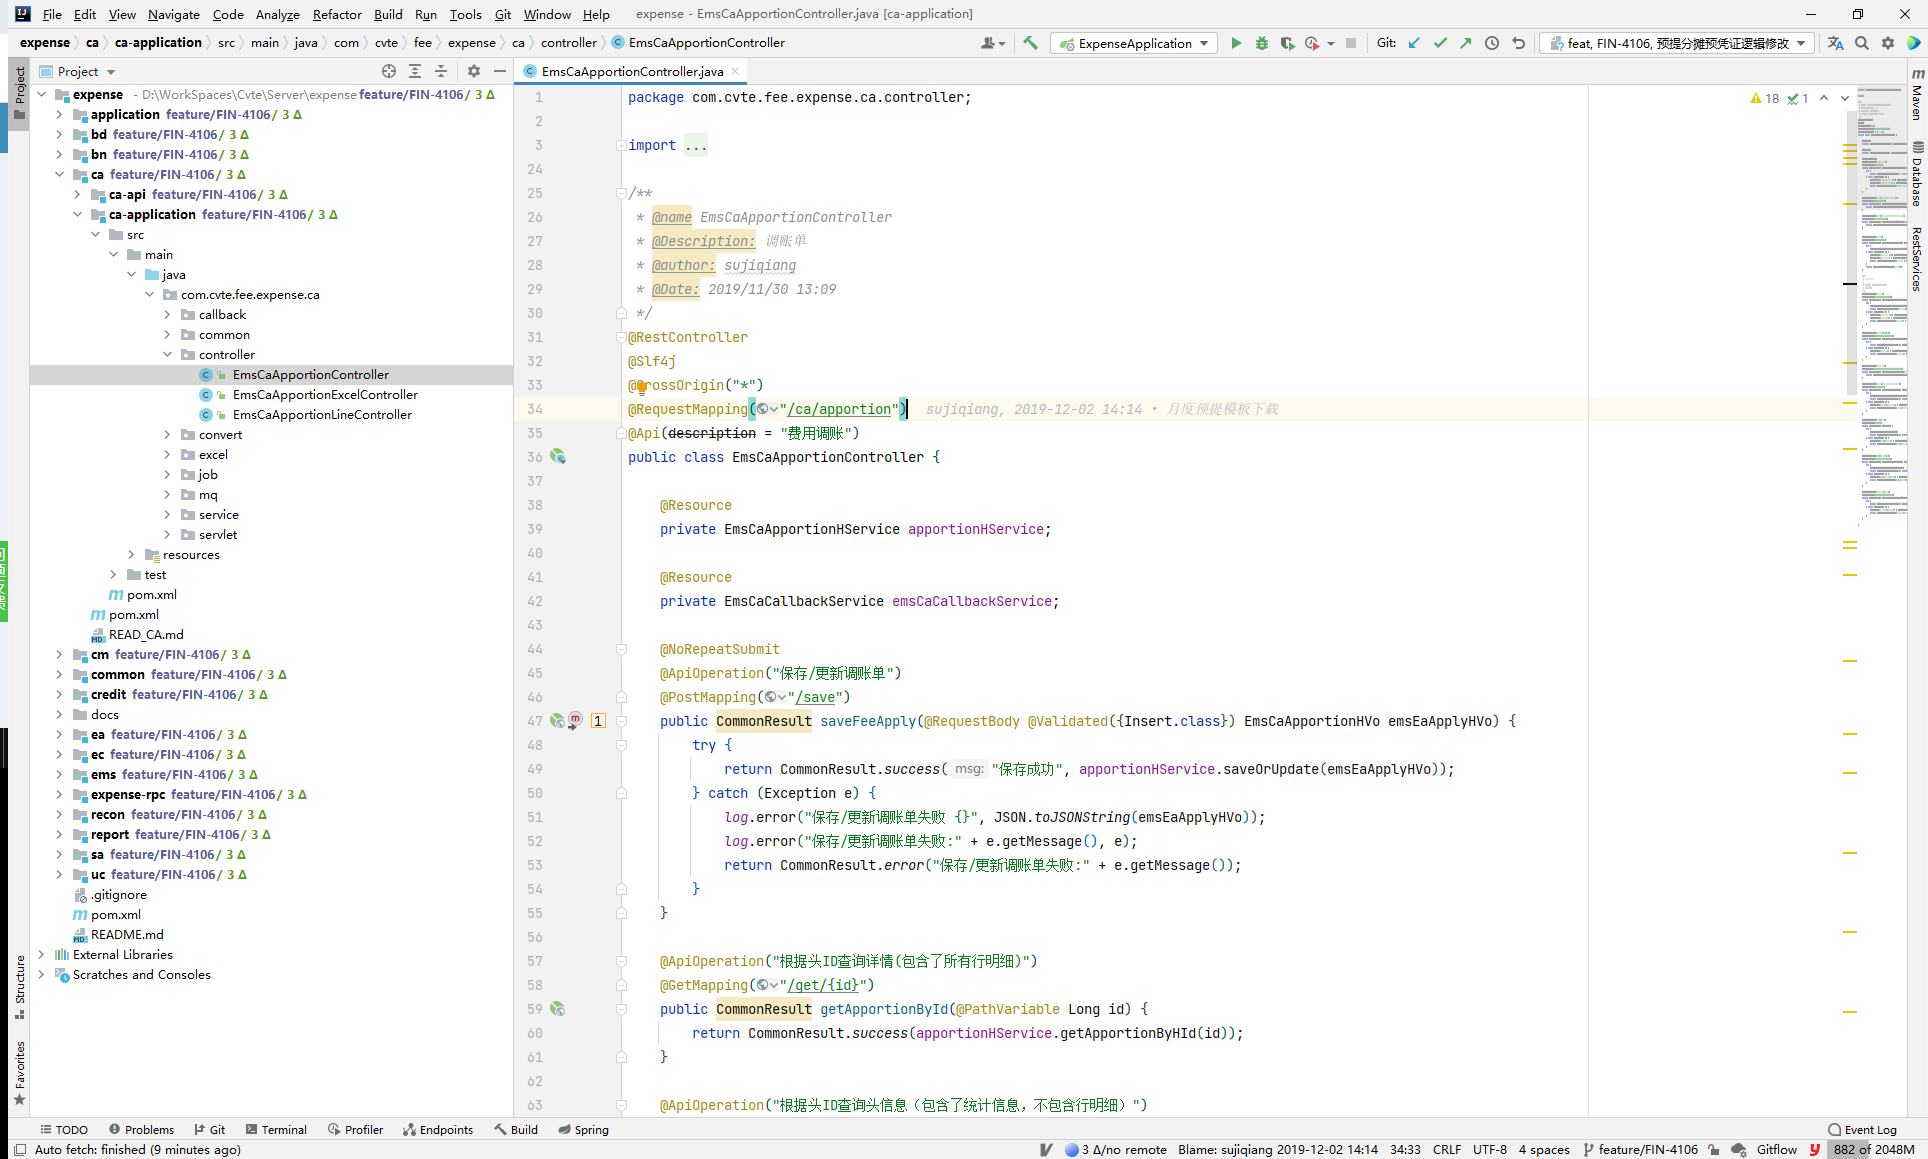 File Edit View Navigate Code Analyze Refactor Build Run Tools Git Window Help expense - EmsCaApportionController.java [ca-application]
expense ca ca-application src main java com cvte fee expense ca controller EmsCaApportionController ExpenseApplication Git: feat, FIN-4106, 预提分摊预凭证逻辑修改
Project
EmsCaApportionController.java
Project
expense - D:\WorkSpaces\Cvte\Server\expense feature/FIN-4106/ 3 Δ
application feature/FIN-4106/ 3 Δ
bd feature/FIN-4106/ 3 Δ
bn feature/FIN-4106/ 3 Δ
ca feature/FIN-4106/ 3 Δ
ca-api feature/FIN-4106/ 3 Δ
ca-application feature/FIN-4106/ 3 Δ
src
main
java
com.cvte.fee.expense.ca
callback
common
controller
EmsCaApportionController
EmsCaApportionExcelController
EmsCaApportionLineController
convert
excel
job
mq
service
servlet
resources
test
pom.xml
pom.xml
READ_CA.md
cm feature/FIN-4106/ 3 Δ
common feature/FIN-4106/ 3 Δ
credit feature/FIN-4106/ 3 Δ
docs
ea feature/FIN-4106/ 3 Δ
ec feature/FIN-4106/ 3 Δ
ems feature/FIN-4106/ 3 Δ
expense-rpc feature/FIN-4106/ 3 Δ
recon feature/FIN-4106/ 3 Δ
report feature/FIN-4106/ 3 Δ
sa feature/FIN-4106/ 3 Δ
uc feature/FIN-4106/ 3 Δ
.gitignore
pom.xml
README.md
External Libraries
Scratches and Consoles
Structure
Favorites
18 1
1 package com.cvte.fee.expense.ca.controller;
2
3 import ...
24
25 /**
26 * @name EmsCaApportionController
27 * @Description: 调账单
28 * @author: sujiqiang
29 * @Date: 2019/11/30 13:09
30 */
31 @RestController
32 @Slf4j
33 @CrossOrigin("*")
34 @RequestMapping("/ca/apportion") sujiqiang, 2019-12-02 14:14 • 月度预提模板下载
35 @Api(description = "费用调账")
36 public class EmsCaApportionController {
37
38 @Resource
39 private EmsCaApportionHService apportionHService;
40
41 @Resource
42 private EmsCaCallbackService emsCaCallbackService;
43
44 @NoRepeatSubmit
45 @ApiOperation("保存/更新调账单")
46 @PostMapping("/save")
47 1 public CommonResult saveFeeApply(@RequestBody @Validated({Insert.class}) EmsCaApportionHVo emsEaApplyHVo) {
48 try {
49 return CommonResult.success( msg: "保存成功", apportionHService.saveOrUpdate(emsEaApplyHVo));
50 } catch (Exception e) {
51 log.error("保存/更新调账单失败 {}", JSON.toJSONString(emsEaApplyHVo));
52 log.error("保存/更新调账单失败:" + e.getMessage(), e);
53 return CommonResult.error("保存/更新调账单失败:" + e.getMessage());
54 }
55 }
56
57 @ApiOperation("根据头ID查询详情(包含了所有行明细)")
58 @GetMapping("/get/{id}")
59 public CommonResult getApportionById(@PathVariable Long id) {
60 return CommonResult.success(apportionHService.getApportionByHId(id));
61 }
62
63 @ApiOperation("根据头ID查询头信息（包含了统计信息，不包含行明细）")
Maven
Database
RestServices
TODO Problems Git Terminal Profiler Endpoints Build Spring Event Log
Auto fetch: finished (9 minutes ago) 3 Δ/no remote Blame: sujiqiang 2019-12-02 14:14 34:33 CRLF UTF-8 4 spaces feature/FIN-4106 Gitflow 882 of 2048M